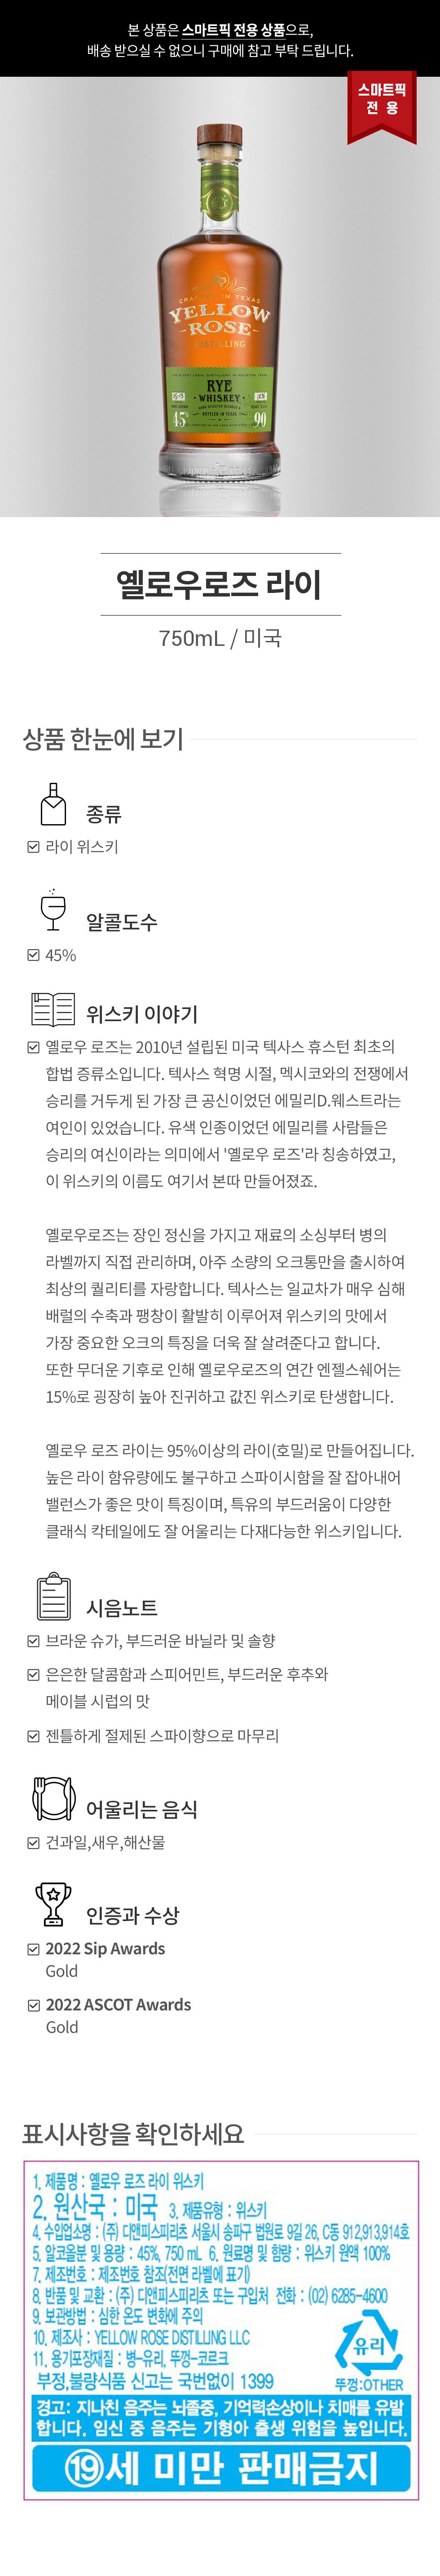 본 상품은 스마트픽 전용 상품으로,
배송 받으실 수 없으니 구매에 참고 부탁 드립니다.
스마트픽
전 용
CRAFTED IN TEXAS
YELLOW
ROSE
DISTILLING
RYE
WHISKEY
BOTTLED IN TEXAS
45
90
옐로우로즈 라이
750mL / 미국
상품 한눈에 보기
종류
라이 위스키
알콜도수
45%
위스키 이야기
옐로우 로즈는 2010년 설립된 미국 텍사스 휴스턴 최초의
합법 증류소입니다. 텍사스 혁명 시절, 멕시코와의 전쟁에서
승리를 거두게 된 가장 큰 공신이었던 에밀리D.웨스트라는
여인이 있었습니다. 유색 인종이었던 에밀리를 사람들은
승리의 여신이라는 의미에서 '옐로우 로즈'라 칭송하였고,
이 위스키의 이름도 여기서 본따 만들어졌죠.
옐로우로즈는 장인 정신을 가지고 재료의 소싱부터 병의
라벨까지 직접 관리하며, 아주 소량의 오크통만을 출시하여
최상의 퀄리티를 자랑합니다. 텍사스는 일교차가 매우 심해
배럴의 수축과 팽창이 활발히 이루어져 위스키의 맛에서
가장 중요한 오크의 특징을 더욱 잘 살려준다고 합니다.
또한 무더운 기후로 인해 옐로우로즈의 연간 엔젤스쉐어는
15%로 굉장히 높아 진귀하고 값진 위스키로 탄생합니다.
옐로우 로즈 라이는 95%이상의 라이(호밀)로 만들어집니다.
높은 라이 함유량에도 불구하고 스파이시함을 잘 잡아내어
밸런스가 좋은 맛이 특징이며, 특유의 부드러움이 다양한
클래식 칵테일에도 잘 어울리는 다재다능한 위스키입니다.
시음노트
브라운 슈가, 부드러운 바닐라 및 솔향
은은한 달콤함과 스피어민트, 부드러운 후추와
메이블 시럽의 맛
젠틀하게 절제된 스파이향으로 마무리
어울리는 음식
건과일,새우,해산물
인증과 수상
2022 Sip Awards
Gold
2022 ASCOT Awards
Gold
표시사항을 확인하세요
1. 제품명 : 옐로우 로즈 라이 위스키
2. 원산국 : 미국 3. 제품유형 : 위스키
4. 수입업소명 : (주) 디앤피스피리츠 서울시 송파구 법원로 9길 26, C동 912,913,914호
5. 알코올분 및 용량 : 45%, 750 mL 6. 원료명 및 함량 : 위스키 원액 100%
7. 제조번호 : 제조번호 참조(전면 라벨에 표기)
8. 반품 및 교환 : (주) 디앤피스피리츠 또는 구입처 전화 : (02) 6285-4600
9. 보관방법 : 심한 온도 변화에 주의
10. 제조사 : YELLOW ROSE DISTILLING LLC
11. 용기포장재질 : 병-유리, 뚜껑-코르크
유리
부정,불량식품 신고는 국번없이 1399
뚜껑:OTHER
경고: 지나친 음주는 뇌졸중, 기억력손상이나 치매를 유발
합니다. 임신 중 음주는 기형아 출생 위험을 높입니다.
⑲세 미만 판매금지